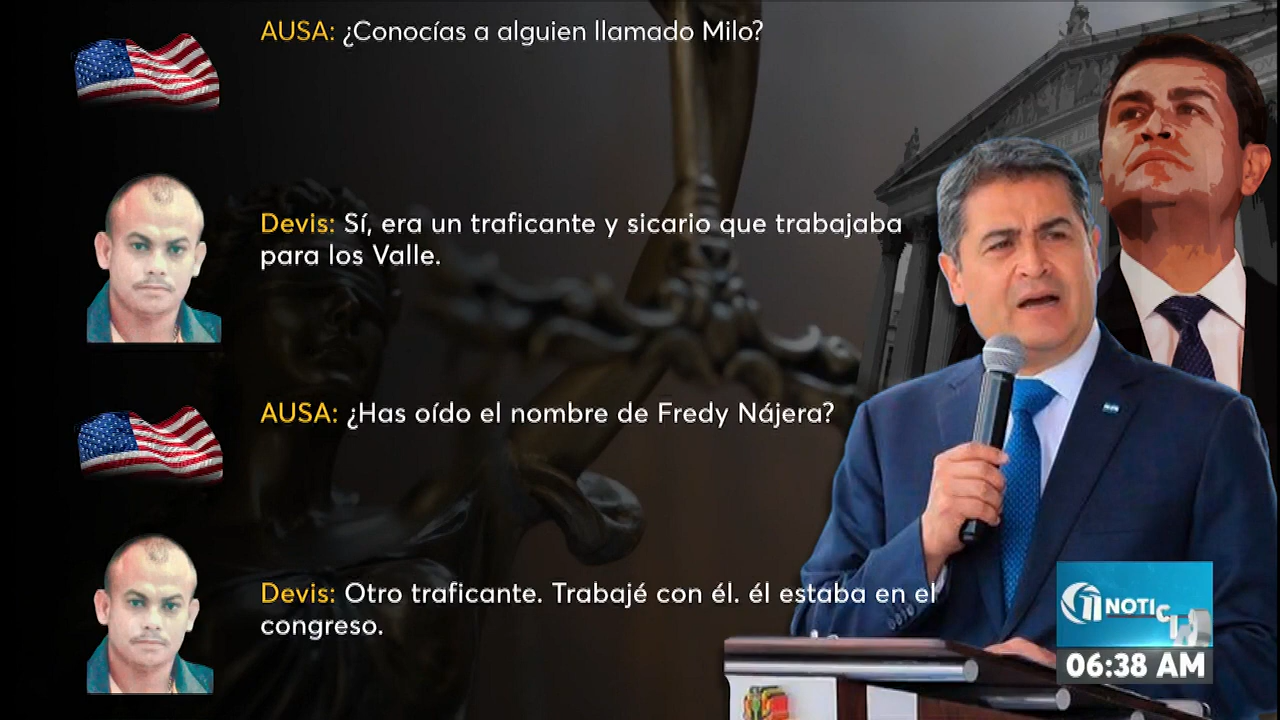 AUSA: ¿Conocías a alguien llamado Milo?
Devis: Sí, era un traficante y sicario que trabajaba
para los Valle.
AUSA: ¿Has oído el nombre de Fredy Nájera?
Devis: Otro traficante. Trabajé con él. él estaba en el
congreso.
11 NOTICI
06:38 AM